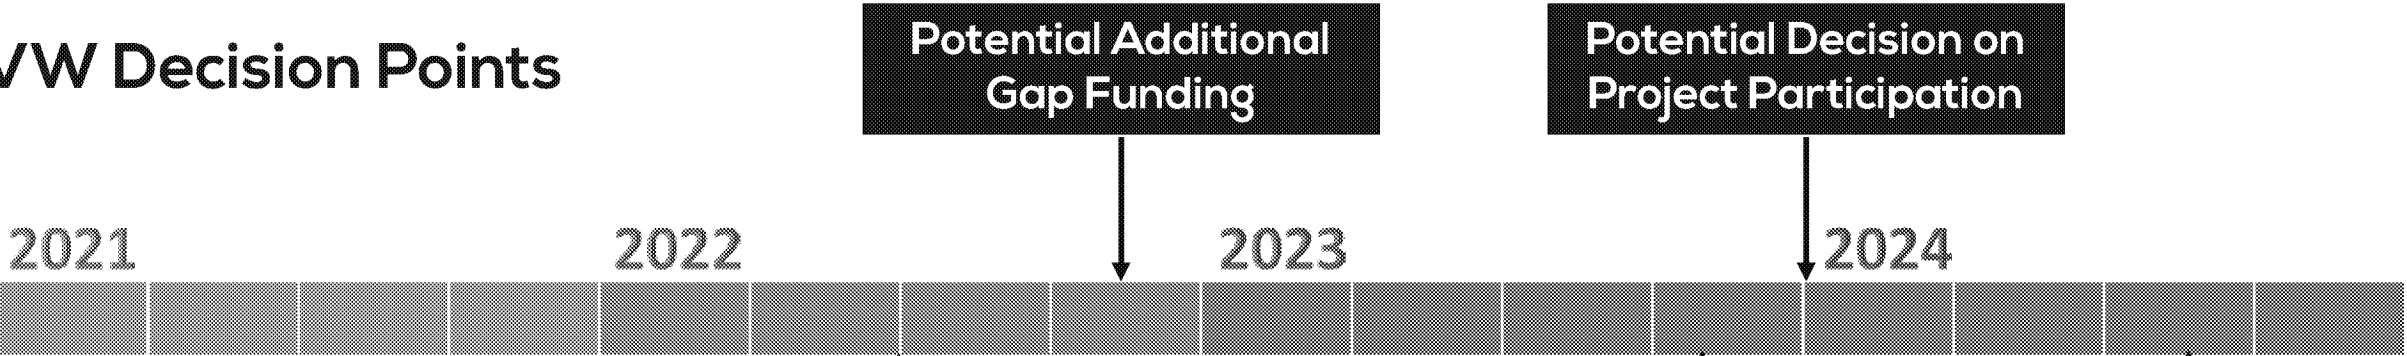 VW Decision Points
Potential Additional
Gap Funding
Potential Decision on
Project Participation
2021
2022
2023
2024